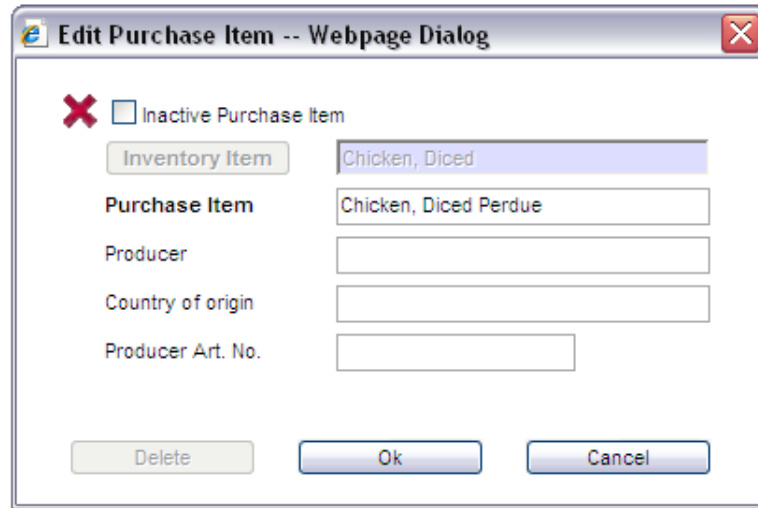 Edit Purchase Item -- Webpage Dialog
Inactive Purchase Item
Inventory Item Chicken, Diced
Purchase Item Chicken, Diced Perdue
Producer
Country of origin
Producer Art. No.
Delete Ok Cancel